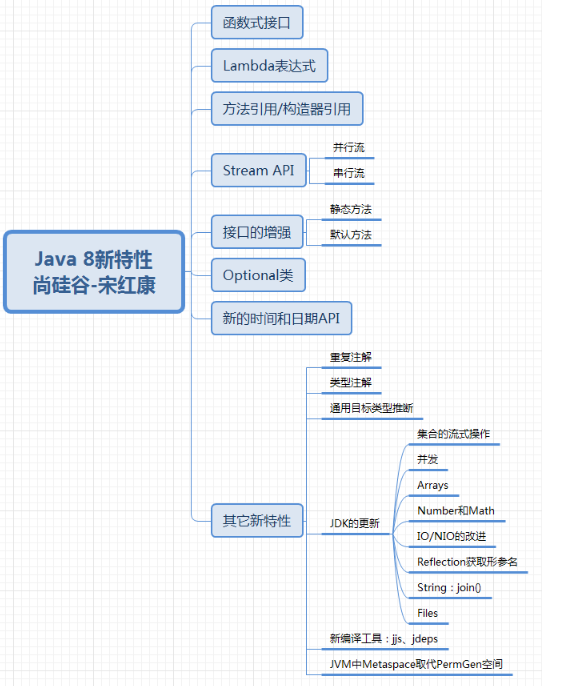 函数式接口
Lambda表达式
方法引用/构造器引用
Stream API
并行流
串行流
Java 8新特性
尚硅谷-宋红康
接口的增强
静态方法
默认方法
Optional类
新的时间和日期API
其它新特性
重复注解
类型注解
通用目标类型推断
JDK的更新
集合的流式操作
并发
Arrays
Number和Math
IO/NIO的改进
Reflection获取形参名
String：join()
Files
新编译工具：jjs、jdeps
JVM中Metaspace取代PermGen空间